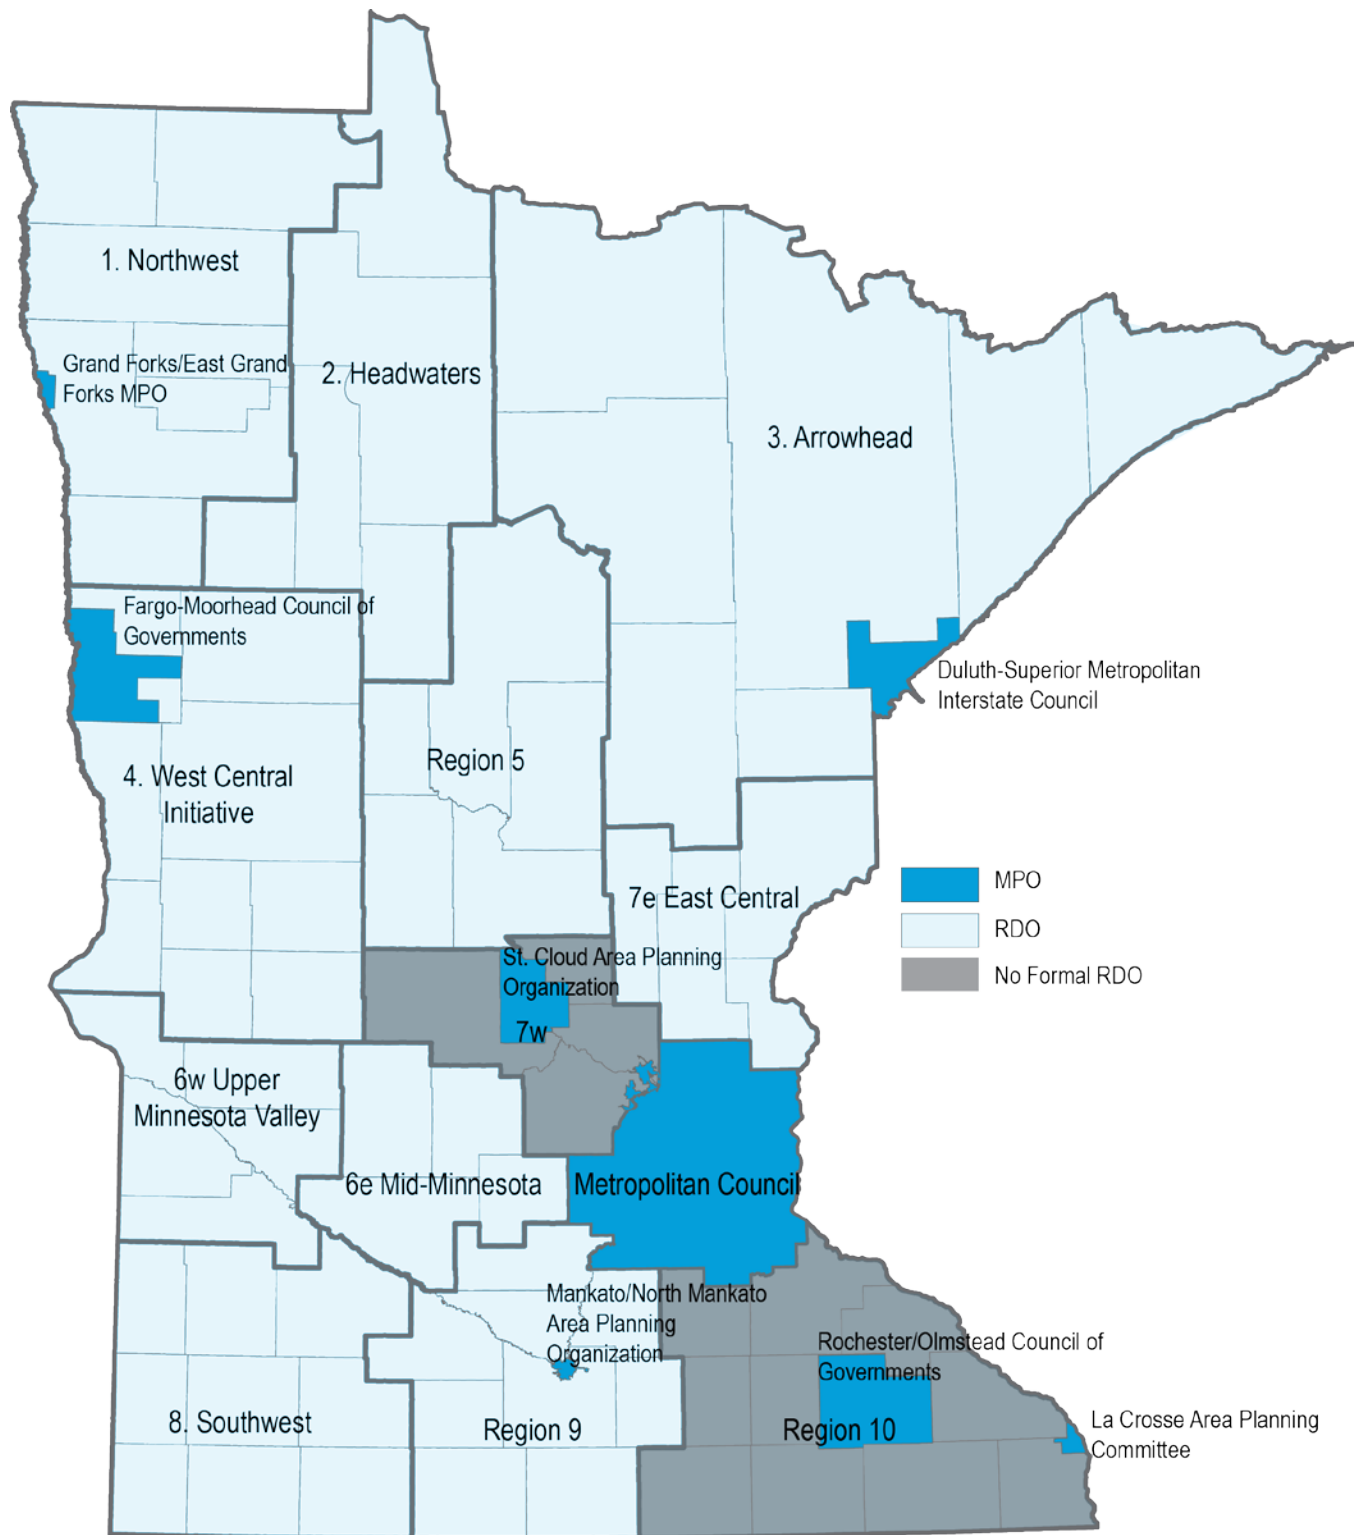 1. Northwest
Grand Forks/East Grand
Forks MPO
2. Headwaters
3. Arrowhead
Fargo-Moorhead Council of
Governments
Duluth-Superior Metropolitan
Interstate Council
Region 5
4. West Central
Initiative
7e East Central
MPO
RDO
No Formal RDO
St. Cloud Area Planning
Organization
7w
6w Upper
Minnesota Valley
6e Mid-Minnesota
Metropolitan Council
Mankato/North Mankato
Area Planning
Organization
Rochester/Olmstead Council of
Governments
8. Southwest
Region 9
Region 10
La Crosse Area Planning
Committee